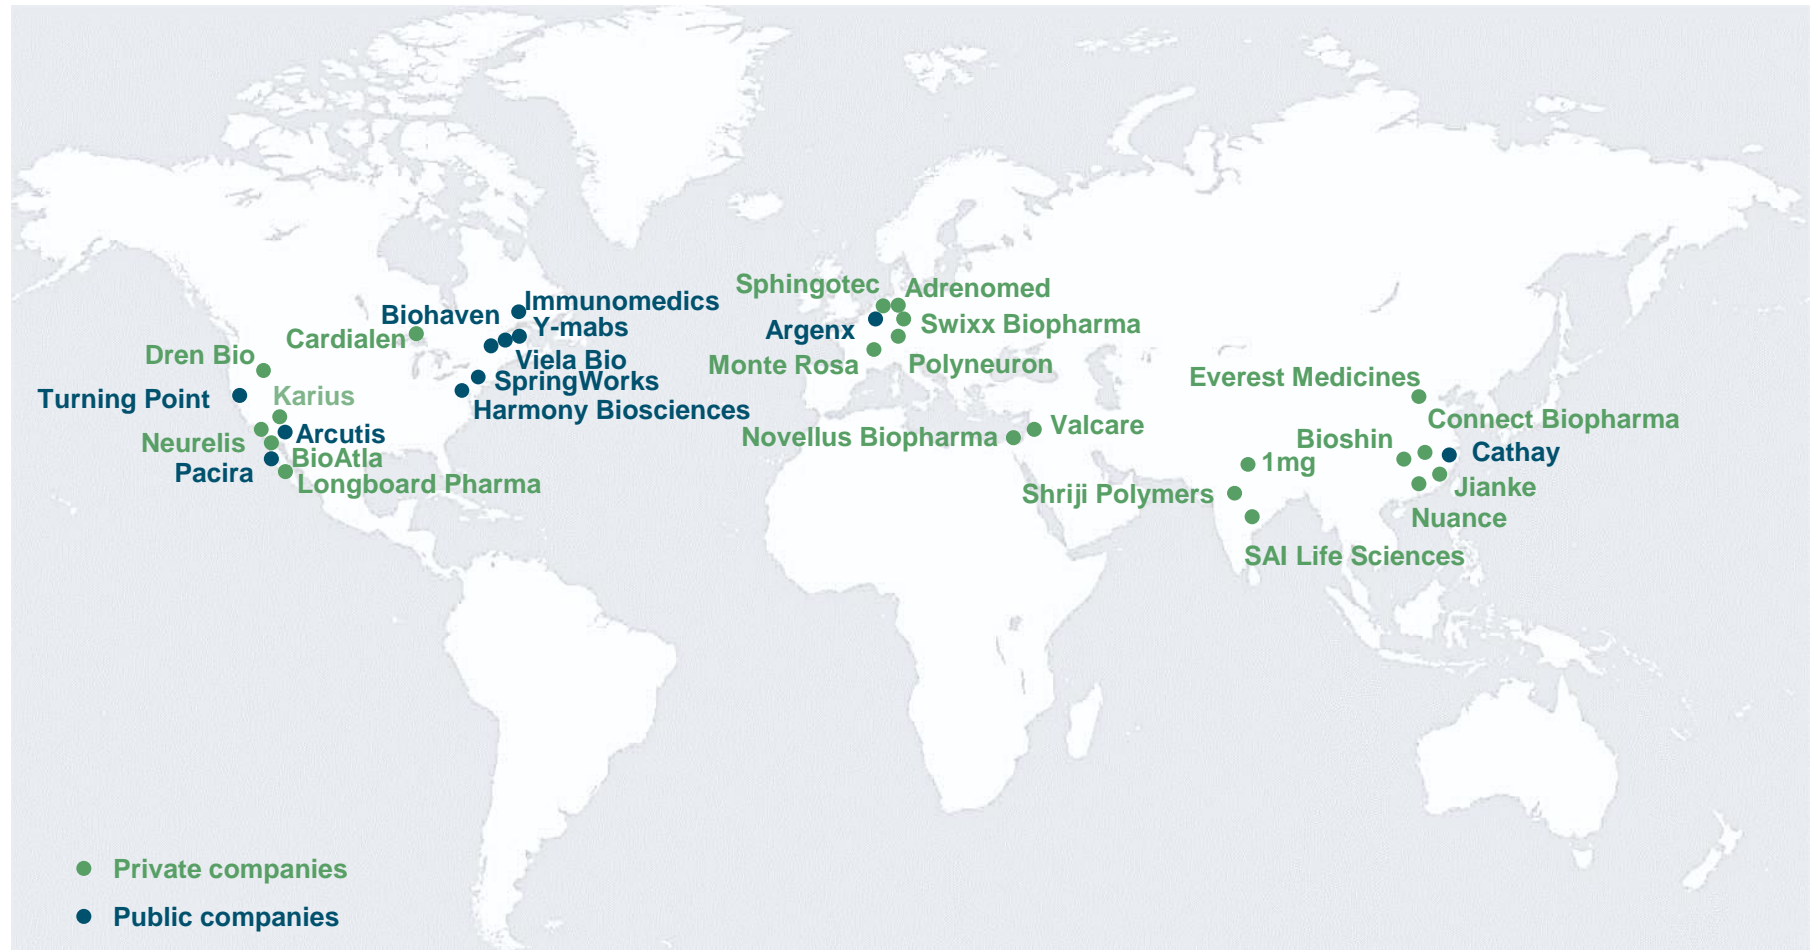 Sphingotec
Adrenomed
Immunomedics
Biohaven
Y-mabs
Argenx
Swixx Biopharma
Cardialen
Dren Bio
Viela Bio
Monte Rosa
Polyneuron
SpringWorks
Everest Medicines
Turning Point
Karius
Harmony Biosciences
Connect Biopharma
Valcare
Novellus Biopharma
Arcutis
Neurelis
Bioshin
Cathay
BioAtla
1mg
Pacira
Longboard Pharma
Shriji Polymers
Jianke
Nuance
SAI Life Sciences
Private companies
Public companies